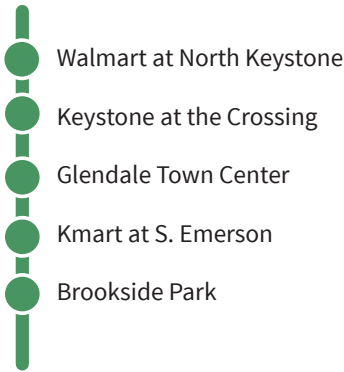 Walmart at North Keystone
Keystone at the Crossing
Glendale Town Center
Kmart at S. Emerson
Brookside Park